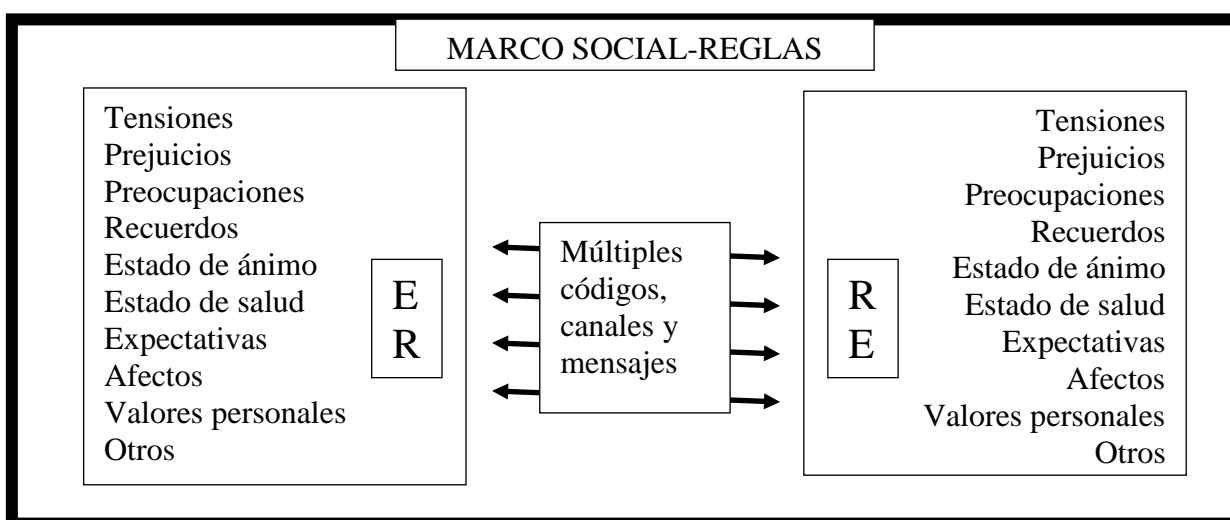 MARCO SOCIAL-REGLAS
Tensiones
Prejuicios
Preocupaciones
Recuerdos
Estado de ánimo
Estado de salud
Expectativas
Afectos
Valores personales
Otros
E
R
Múltiples
códigos,
canales y
mensajes
R
E
Tensiones
Prejuicios
Preocupaciones
Recuerdos
Estado de ánimo
Estado de salud
Expectativas
Afectos
Valores personales
Otros